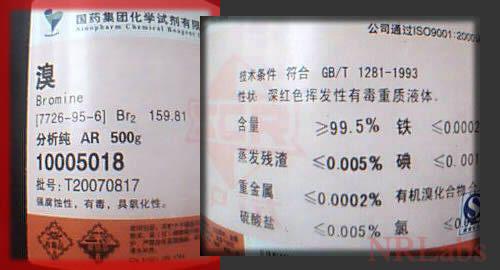 国药集团化学试剂有限
Sinopharm Chemical Reagent
溴
Bromine
[7726-95-6] Br₂ 159.81
分析纯 AR 500g
10005018
批号: T20070817
强腐蚀性, 有毒, 具氧化性。
公司通过ISO9001:2000
技术条件 符合 GB/T 1281-1993
性状: 深红色挥发性有毒重质液体。
含量 ≥99.5% 铁 ≤0.0002
蒸发残渣 ≤0.005% 碘 ≤0.001
重金属 ≤0.0002% 有机溴化合物合
硫酸盐 ≤0.005% 氯
NRLabs